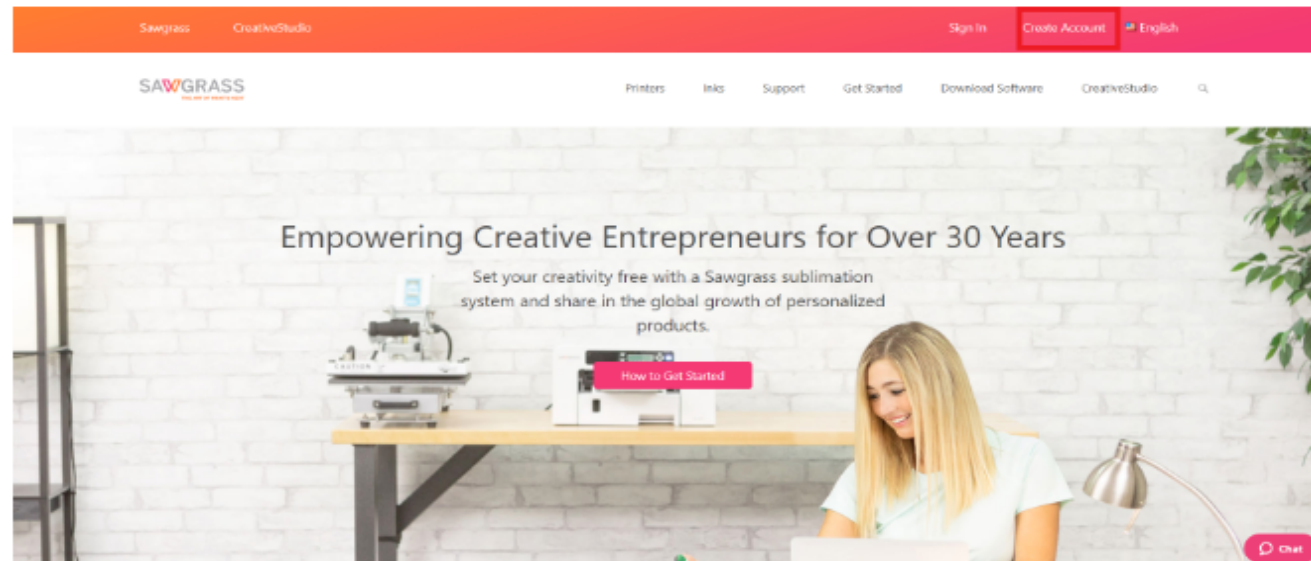 Sawgrass CreativeStudio Sign In Create Account English
SAWGRASS
Printers Inks Support Get Started Download Software CreativeStudio
Empowering Creative Entrepreneurs for Over 30 Years
Set your creativity free with a Sawgrass sublimation
system and share in the global growth of personalized
products.
How to Get Started
Chat